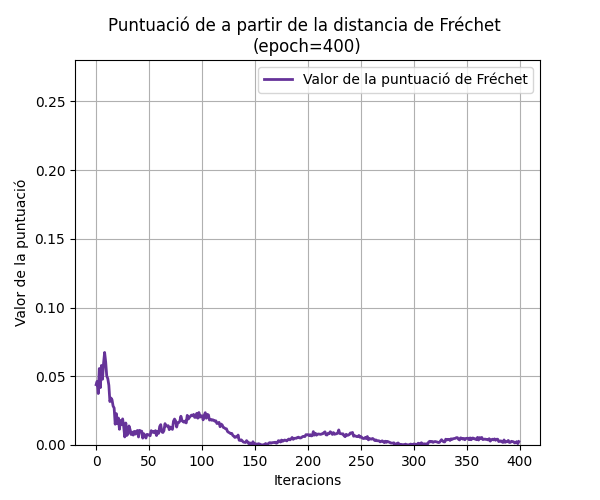 Puntuació de a partir de la distancia de Fréchet
(epoch=400)
Valor de la puntuació de Fréchet
Valor de la puntuació
0.25
0.20
0.15
0.10
0.05
0.00
0 50 100 150 200 250 300 350 400
Iteracions